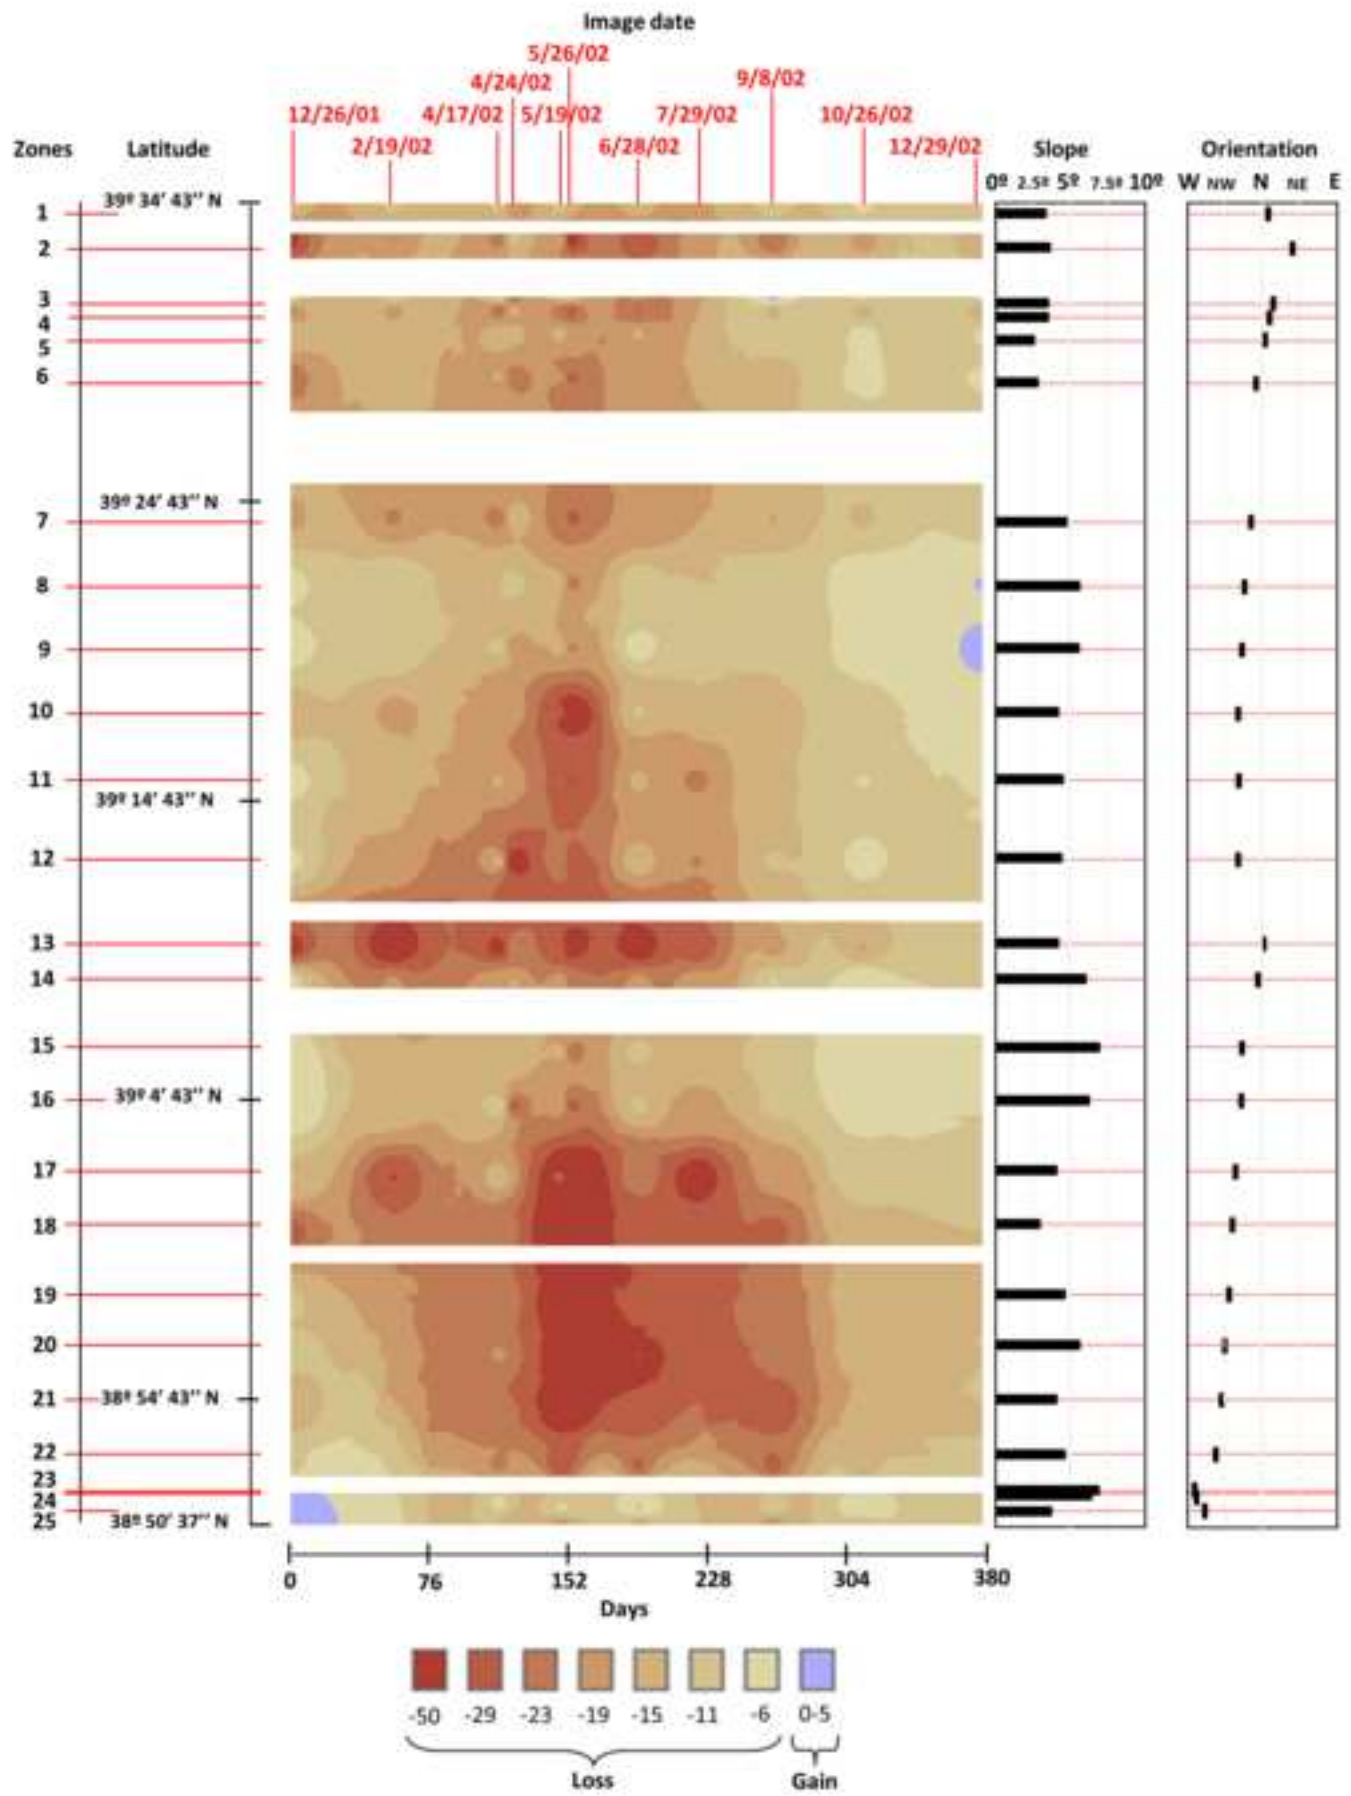 Image date
5/26/02
4/24/02 9/8/02
12/26/01 4/17/02 5/19/02 7/29/02 10/26/02
Zones Latitude 2/19/02 6/28/02 12/29/02 Slope Orientation
0º 2.5º 5º 7.5º 10º W NW N NE E
39º 34' 43'' N
1
2
3
4
5
6
39º 24' 43'' N
7
8
9
10
11
39º 14' 43'' N
12
13
14
15
16 39º 4' 43'' N
17
18
19
20
21 38º 54' 43'' N
22
23
24
25 38º 50' 37'' N
0 76 152 228 304 380
Days
-50 -29 -23 -19 -15 -11 -6 0-5
Loss Gain